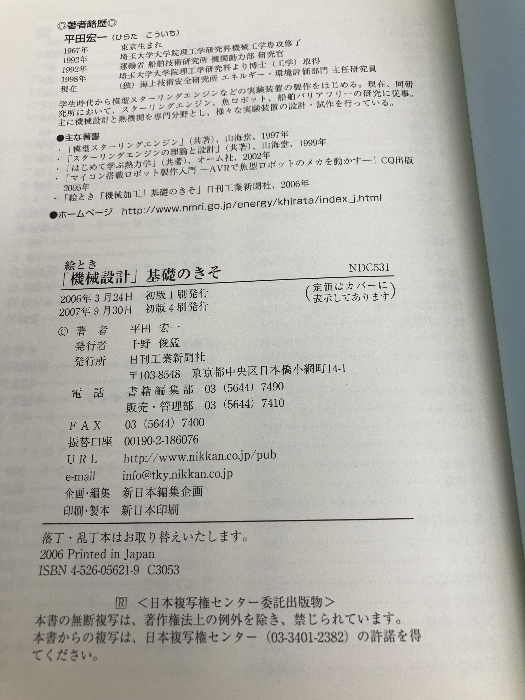 ◎著者略歴◎
平田宏一(ひらた こういち)
1967年 東京生まれ
1992年 埼玉大学大学院理工学研究科機械工学専攻修了
1992年 運輸省 船舶技術研究所 機関動力部 研究官
1998年 埼玉大学大学院理工学研究科より博士(工学)取得
現在 (独)海上技術安全研究所 エネルギー・環境評価部門 主任研究員
学生時代から模型スターリングエンジンなどの実験装置の製作をはじめる。現在、同研
究所において、スターリングエンジン、魚ロボット、船舶バリアフリーの研究に従事。
主に機械設計と熱機関を専門分野とし、様々な実験装置の設計・試作を行っている。
●主な著書
・「模型スターリングエンジン」(共著)、山海堂、1997年
・「スターリングエンジンの理論と設計」(共著)、山海堂、1999年
・「はじめて学ぶ熱力学」(共著)、オーム社、2002年
・「マイコン搭載ロボット製作入門 ―AVRで魚型ロボットのメカを動かす―」CQ出版
2005年
・「絵とき「機械加工」基礎のきそ」日刊工業新聞社、2006年
●ホームページ http://www.nmri.go.jp/energy/khirata/index_j.html
絵とき
「機械設計」基礎のきそ NDC531
2006年3月24日 初版1刷発行
2007年9月30日 初版4刷発行
(定価はカバーに
表示してあります)
© 著者 平田 宏一
発行者 千野 俊猛
発行所 日刊工業新聞社
〒103-8548 東京都中央区日本橋小網町14-1
電話 書籍編集部 03(5644)7490
販売・管理部 03(5644)7410
FAX 03(5644)7400
振替口座 00190-2-186076
URL http://www.nikkan.co.jp/pub
e-mail info@tky.nikkan.co.jp
企画・編集 新日本編集企画
印刷・製本 新日本印刷
落丁・乱丁本はお取り替えいたします。
2006 Printed in Japan
ISBN 4-526-05621-9 C3053
R <日本複写権センター委託出版物>
本書の無断複写は、著作権法上の例外を除き、禁じられています。
本書からの複写は、日本複写権センター(03-3401-2382)の許諾を得
てください。